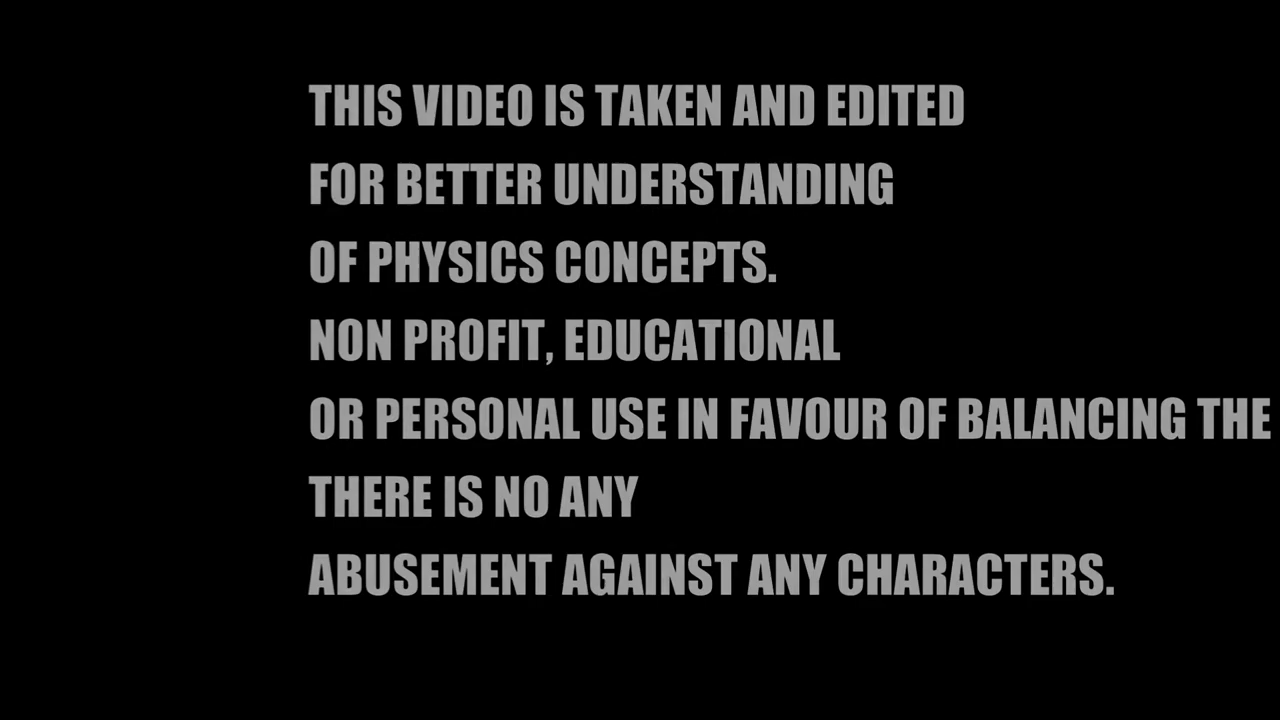 THIS VIDEO IS TAKEN AND EDITED
FOR BETTER UNDERSTANDING
OF PHYSICS CONCEPTS.
NON PROFIT, EDUCATIONAL
OR PERSONAL USE IN FAVOUR OF BALANCING THE
THERE IS NO ANY
ABUSEMENT AGAINST ANY CHARACTERS.